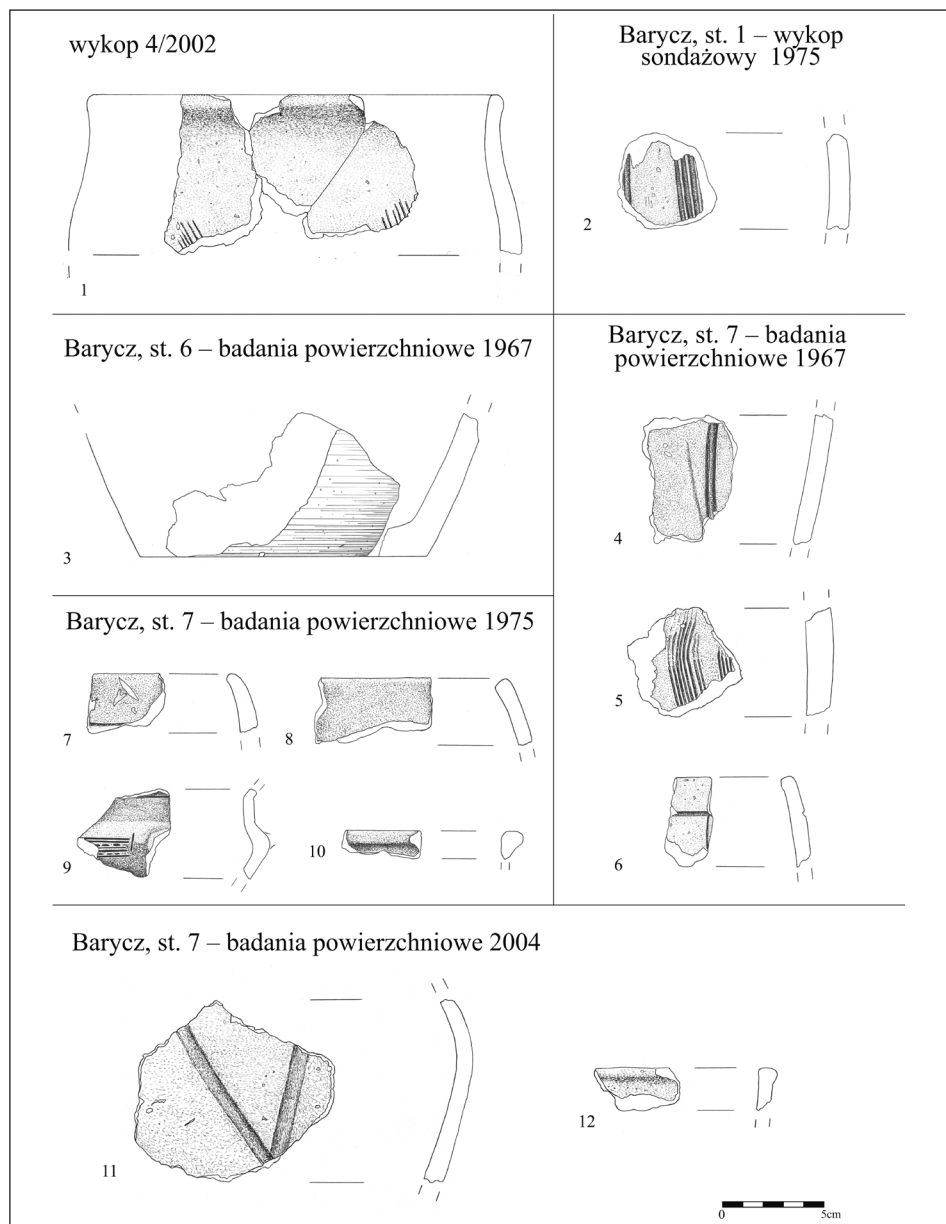 wykop 4/2002
1
Barycz, st. 1 – wykop
sondażowy 1975
2
Barycz, st. 6 – badania powierzchniowe 1967
3
Barycz, st. 7 – badania
powierzchniowe 1967
4
5
6
Barycz, st. 7 – badania powierzchniowe 1975
7
8
9
10
Barycz, st. 7 – badania powierzchniowe 2004
11
12
0 5cm